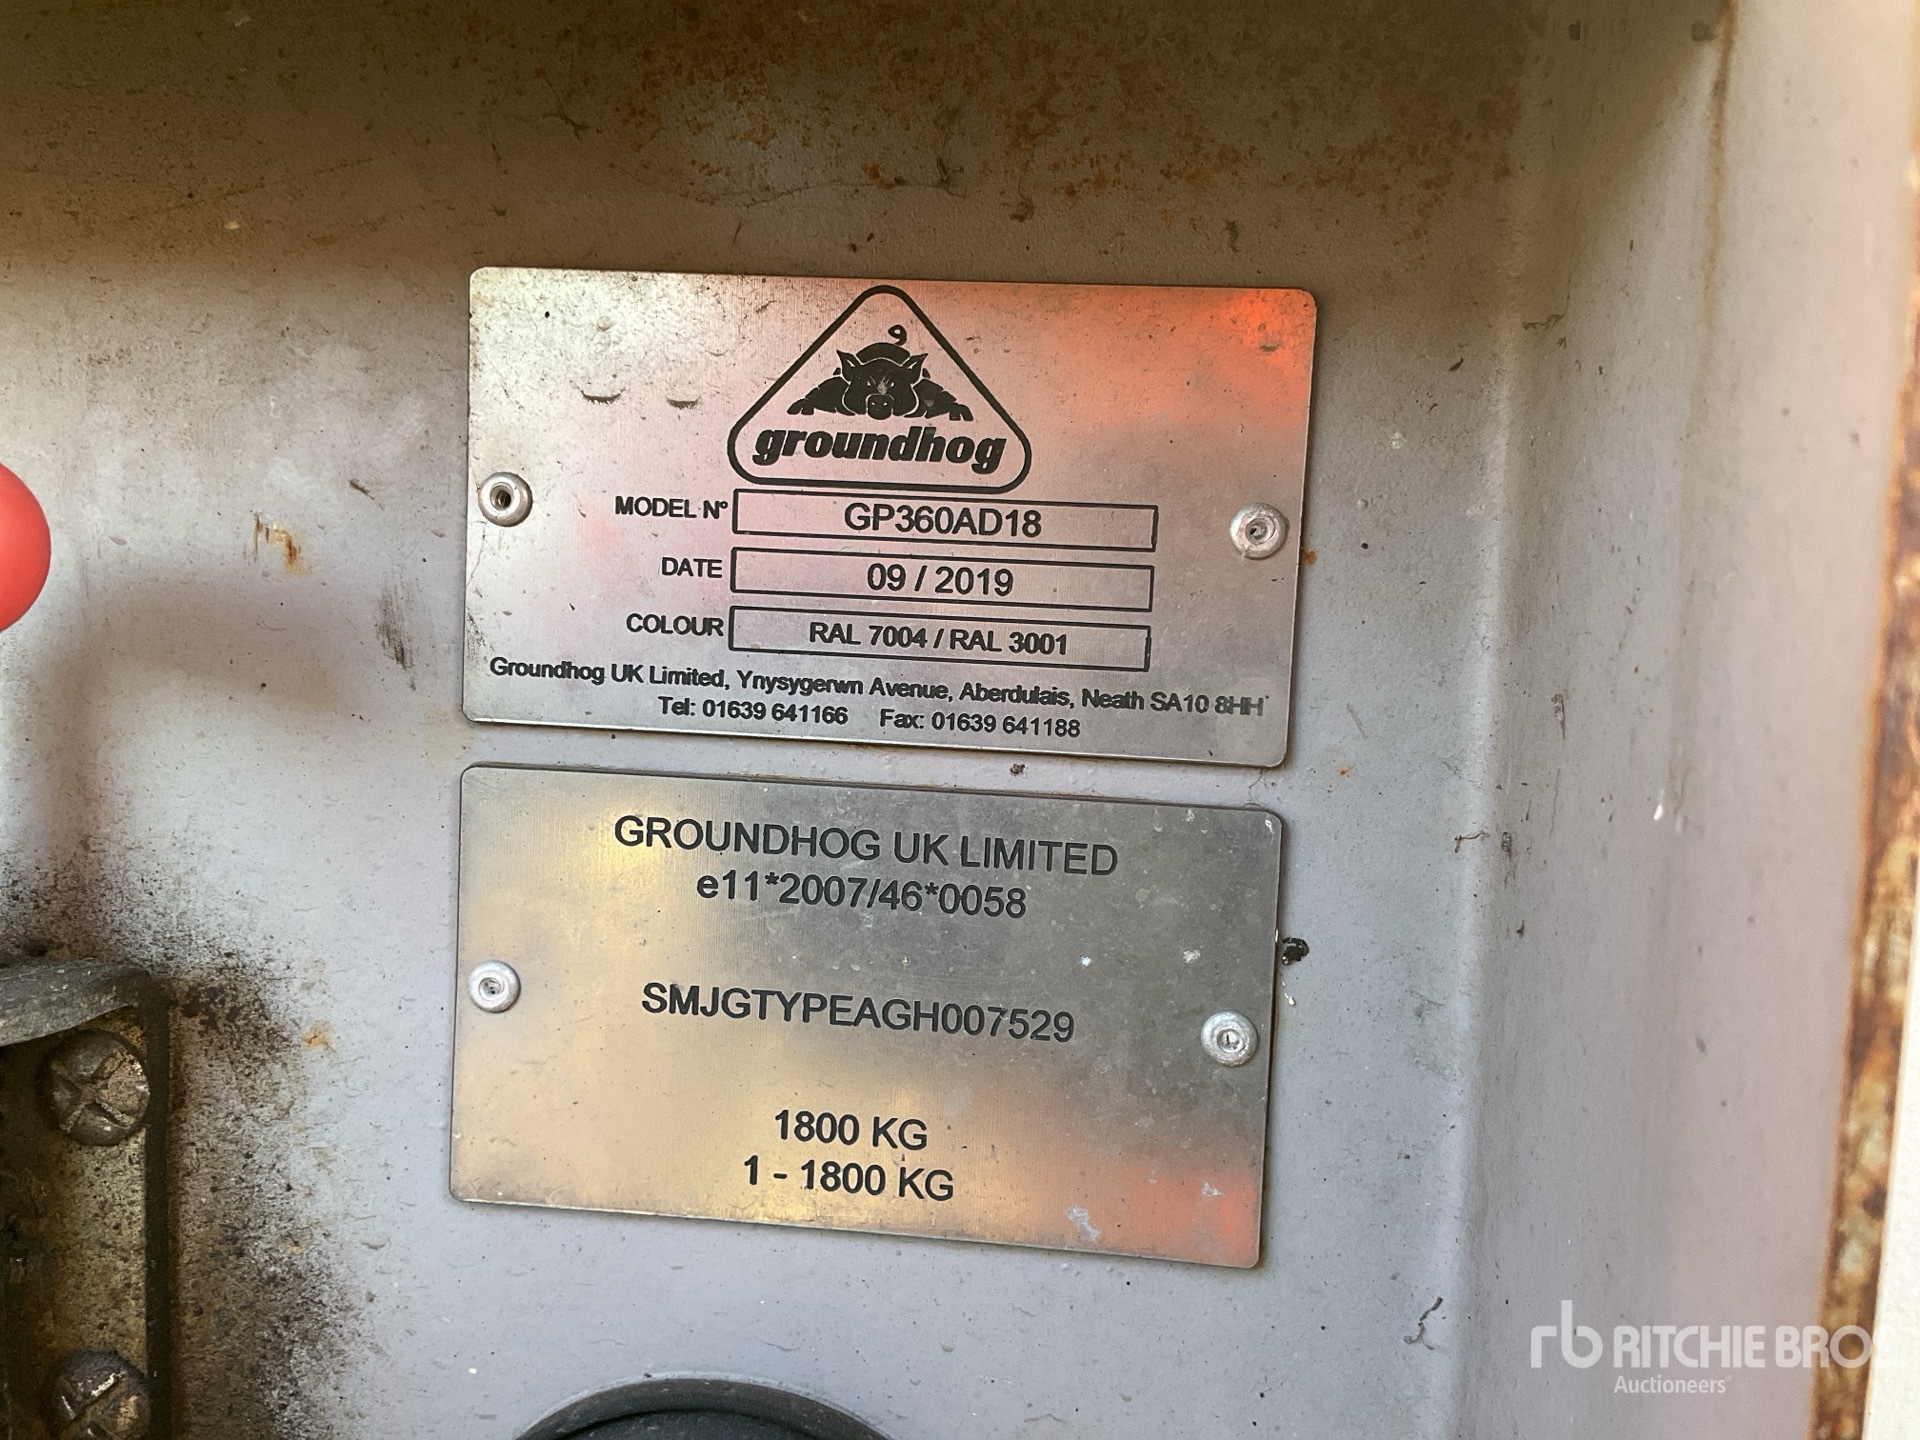 groundhog
MODEL Nº GP360AD18
DATE 09 / 2019
COLOUR RAL 7004 / RAL 3001
Groundhog UK Limited, Ynysygerwn Avenue, Aberdulais, Neath SA10 8HH
Tel: 01639 641166 Fax: 01639 641188
GROUNDHOG UK LIMITED
e11*2007/46*0058
SMJGTYPEAGH007529
1800 KG
1 - 1800 KG
rb RITCHIE BROS
Auctioneers